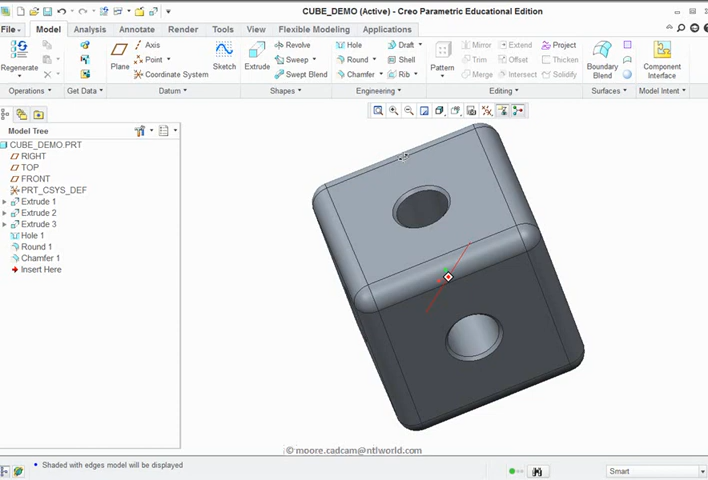 CUBE_DEMO (Active) - Creo Parametric Educational Edition
File Model Analysis Annotate Render Tools View Flexible Modeling Applications
Regenerate
Plane
Axis
Point
Coordinate System
Sketch
Extrude
Revolve
Sweep
Swept Blend
Hole
Round
Chamfer
Draft
Shell
Rib
Pattern
Mirror
Trim
Offset
Extend
Merge
Intersect
Project
Thicken
Solidify
Boundary
Blend
Component
Interface
Operations Get Data Datum Shapes Engineering Editing Surfaces Model Intent
Model Tree
CUBE_DEMO.PRT
RIGHT
TOP
FRONT
PRT_CSYS_DEF
Extrude 1
Extrude 2
Extrude 3
Hole 1
Round 1
Chamfer 1
Insert Here
© moore.cadcam@ntlworld.com
• Shaded with edges model will be displayed
Smart